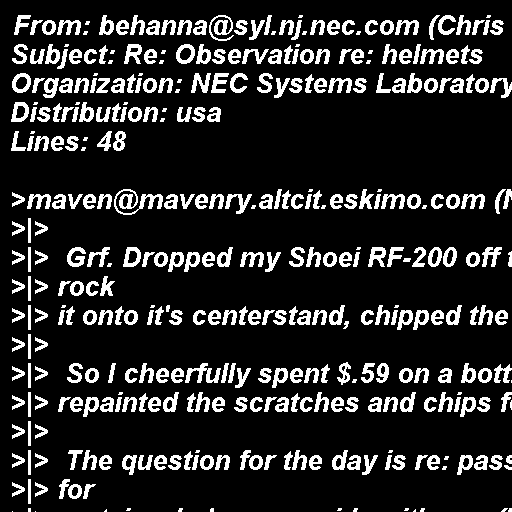 From: behanna@syl.nj.nec.com (Chris
Subject: Re: Observation re: helmets
Organization: NEC Systems Laboratory
Distribution: usa
Lines: 48

>maven@mavenry.altcit.eskimo.com (N
>|>
>|>  Grf. Dropped my Shoei RF-200 off t
>|> rock
>|> it onto it's centerstand, chipped the
>|>
>|>  So I cheerfully spent $.59 on a bott
>|> repainted the scratches and chips f
>|>
>|>  The question for the day is re: pass
>|> for